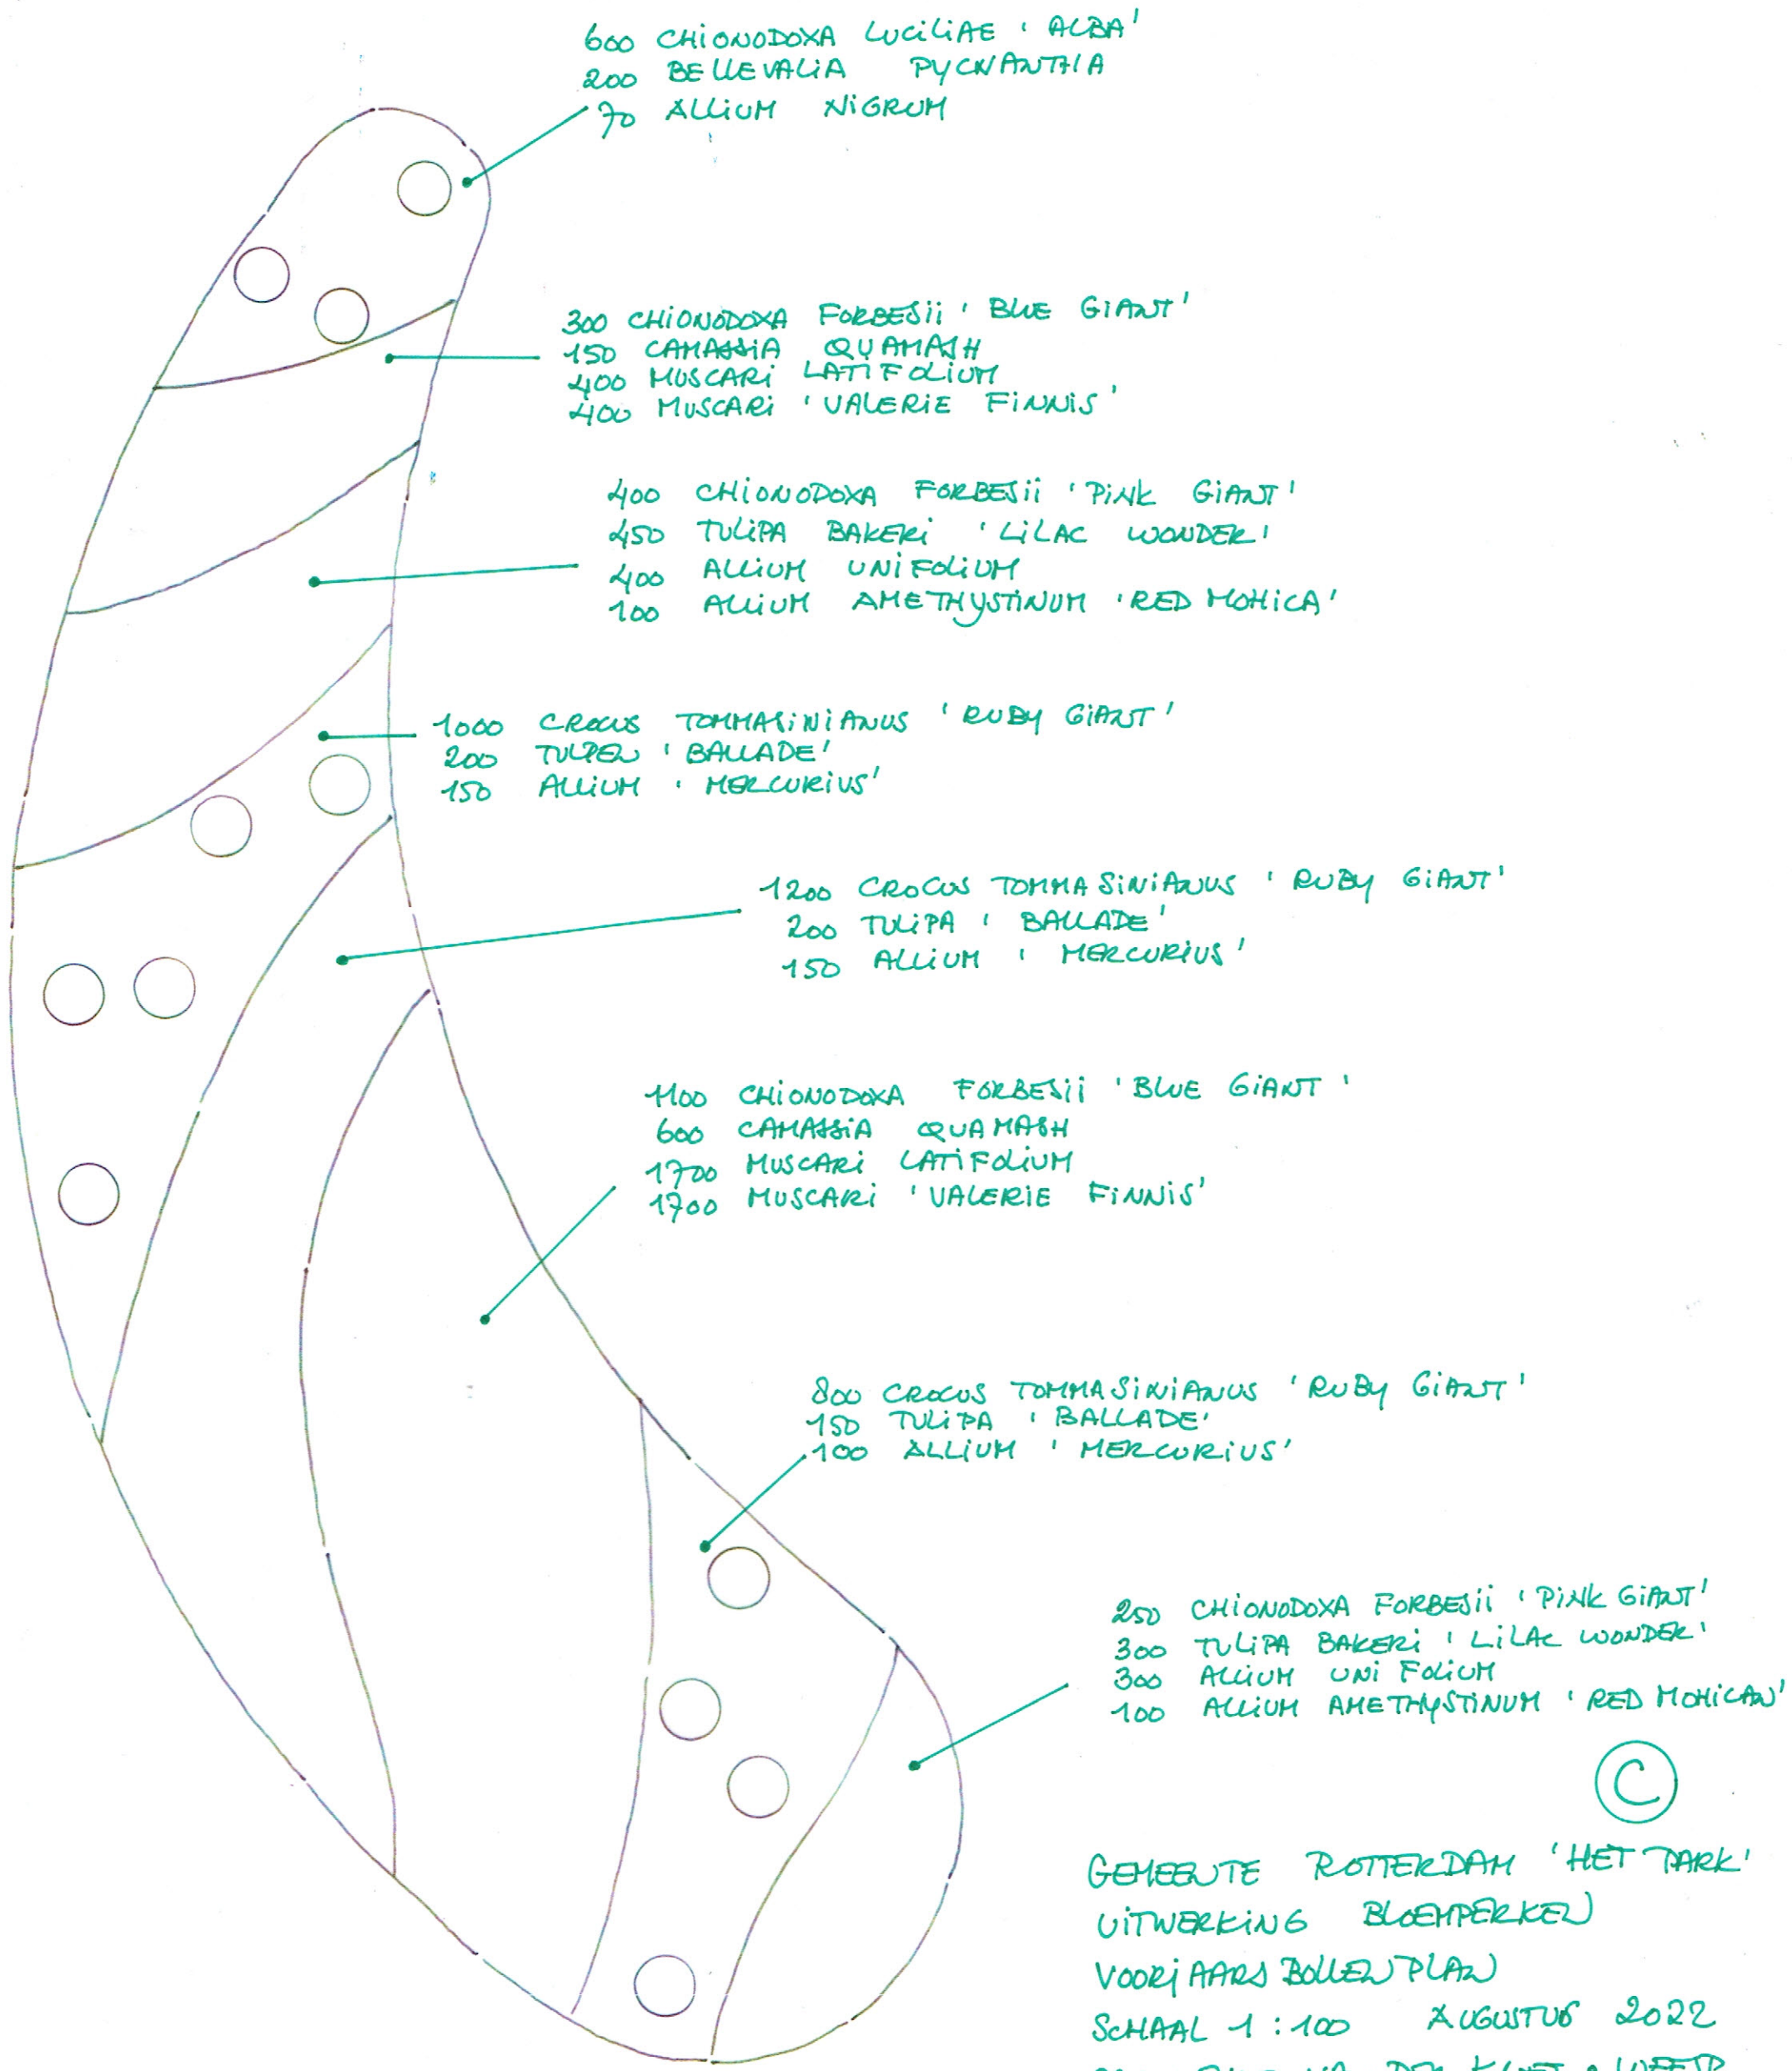 600 CHIONODOXA LUCILIAE 'ALBA'
200 BELLEVALIA PYCNANTHA
70 ALLIUM NIGRUM
300 CHIONODOXA FORBESII 'BLUE GIANT'
150 CAMASSIA QUAMASH
400 MUSCARI LATIFOLIUM
400 MUSCARI 'VALERIE FINNIS'
400 CHIONODOXA FORBESII 'PINK GIANT'
450 TULIPA BAKERI 'LILAC WONDER'
400 ALLIUM UNIFOLIUM
100 ALLIUM AMETHYSTINUM 'RED MOHICA'
1000 CROCUS TOMMASINIANUS 'RUBY GIANT'
200 TULPEN 'BALLADE'
150 ALLIUM 'MERCURIUS'
1200 CROCUS TOMMASINIANUS 'RUBY GIANT'
200 TULIPA 'BALLADE'
150 ALLIUM 'MERCURIUS'
1100 CHIONODOXA FORBESII 'BLUE GIANT'
600 CAMASSIA QUAMASH
1700 MUSCARI LATIFOLIUM
1700 MUSCARI 'VALERIE FINNIS'
800 CROCUS TOMMASINIANUS 'RUBY GIANT'
150 TULIPA 'BALLADE'
100 ALLIUM 'MERCURIUS'
250 CHIONODOXA FORBESII 'PINK GIANT'
300 TULIPA BAKERI 'LILAC WONDER'
300 ALLIUM UNIFOLIUM
100 ALLIUM AMETHYSTINUM 'RED MOHICAN'
©
GEMEENTE ROTTERDAM 'HET PARK'
UITWERKING BLOEMPERKEN
VOORJAARSBOLLENPLAN
SCHAAL 1:100 AUGUSTUS 2022